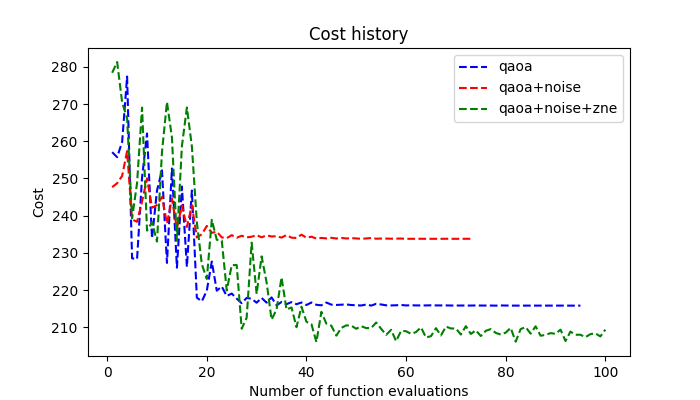 Cost history
280
270
260
250
240
230
220
210
Cost
qaoa
qaoa+noise
qaoa+noise+zne
0 20 40 60 80 100
Number of function evaluations